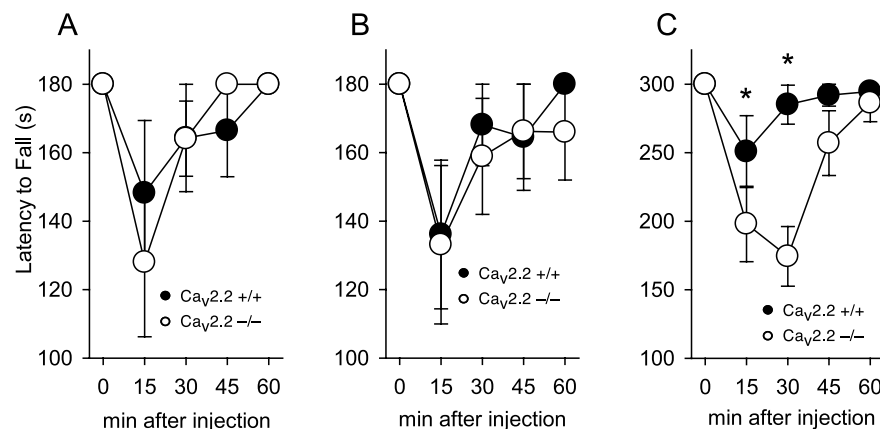 A
B
C
Latency to Fall (s)
180
160
140
120
100
Cav2.2 +/+
Cav2.2 –/–
0 15 30 45 60
min after injection
180
160
140
120
100
Cav2.2 +/+
Cav2.2 –/–
0 15 30 45 60
min after injection
300
250
200
150
100
*
*
Cav2.2 +/+
Cav2.2 –/–
0 15 30 45 60
min after injection